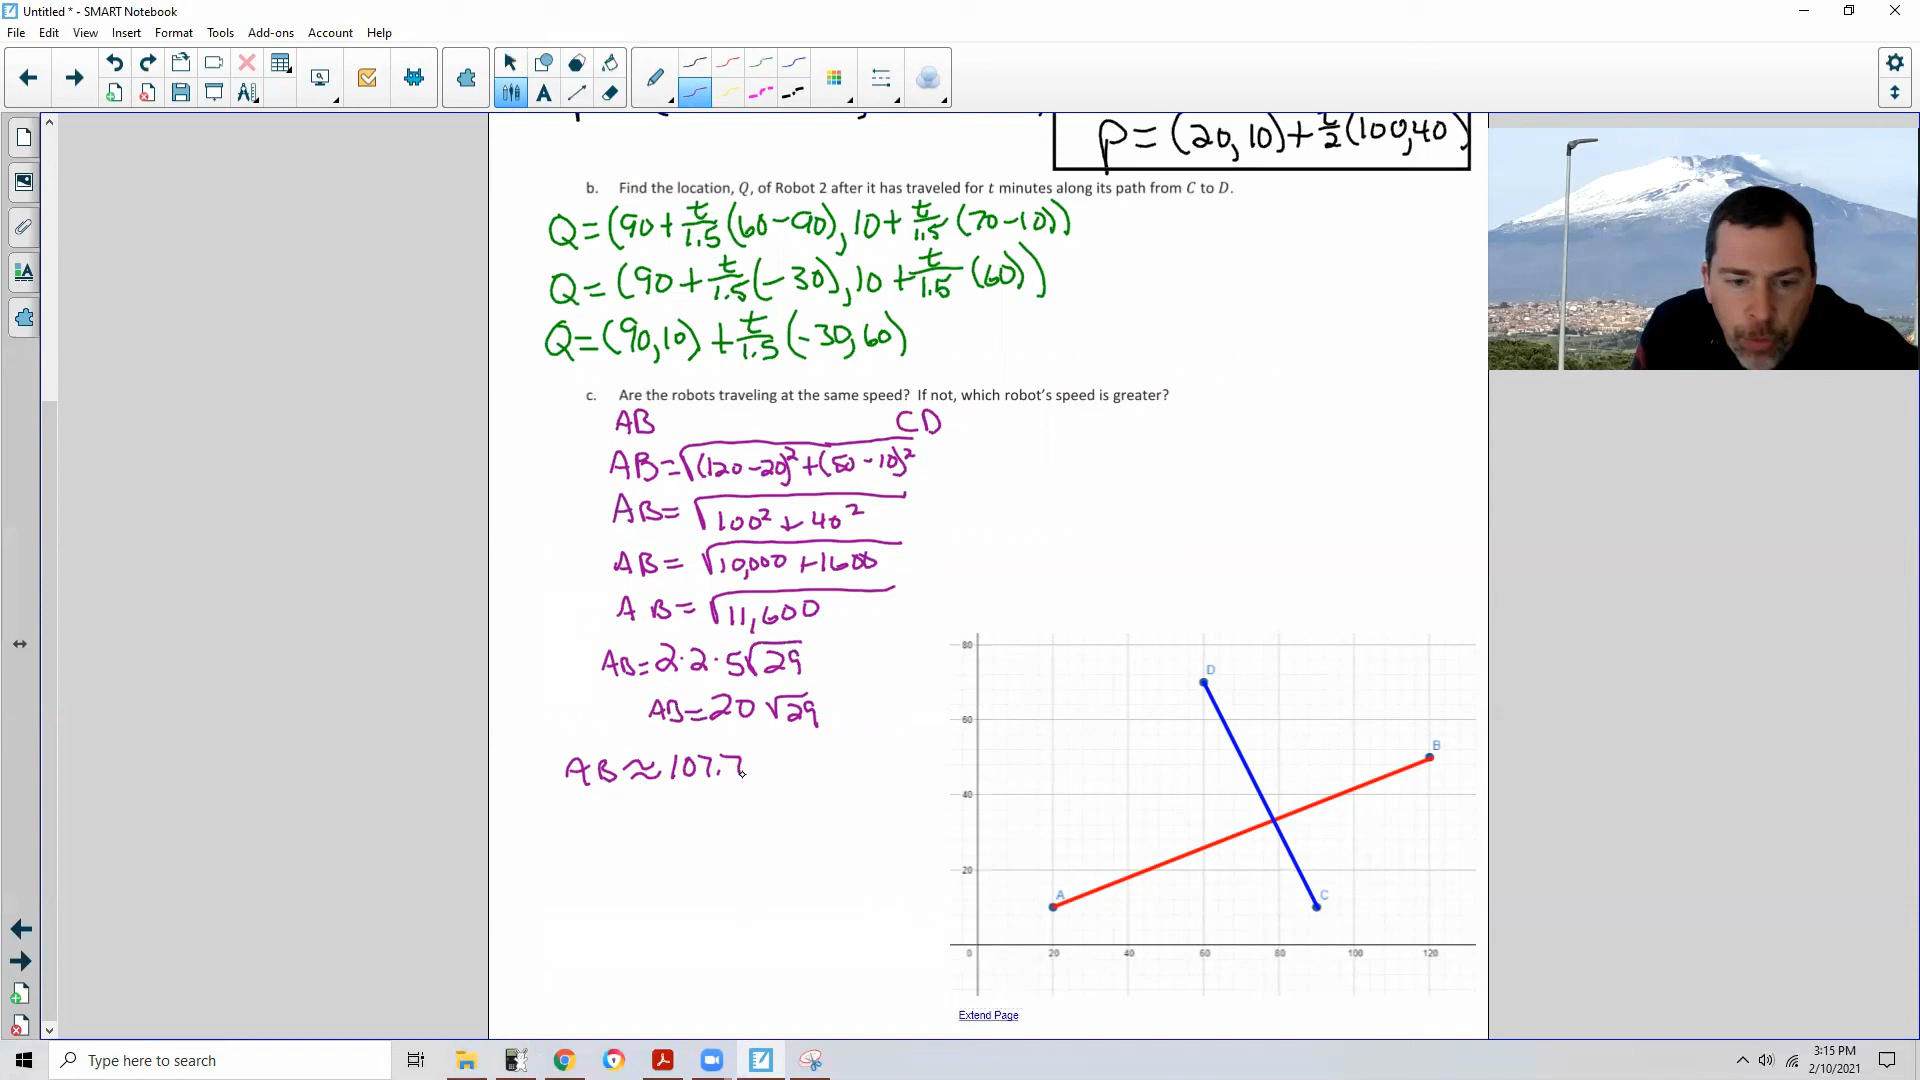 Untitled * - SMART Notebook
File Edit View Insert Format Tools Add-ons Account Help
P = (20, 10) + t/2 (100, 40)
b. Find the location, Q, of Robot 2 after it has traveled for t minutes along its path from C to D.
Q = (90 + t/1.5 (60 - 90), 10 + t/1.5 (70 - 10))
Q = (90 + t/1.5 (-30), 10 + t/1.5 (60))
Q = (90, 10) + t/1.5 (-30, 60)
c. Are the robots traveling at the same speed? If not, which robot's speed is greater?
AB CD
AB = √(120 - 20)² + (50 - 10)²
AB = √100² + 40²
AB = √10,000 + 1600
AB = √11,600
AB = 2·2·5√29
AB = 20 √29
AB ≈ 107.7
80
D
60
B
40
20
A
C
0 20 40 60 80 100 120
Extend Page
Type here to search
3:15 PM
2/10/2021